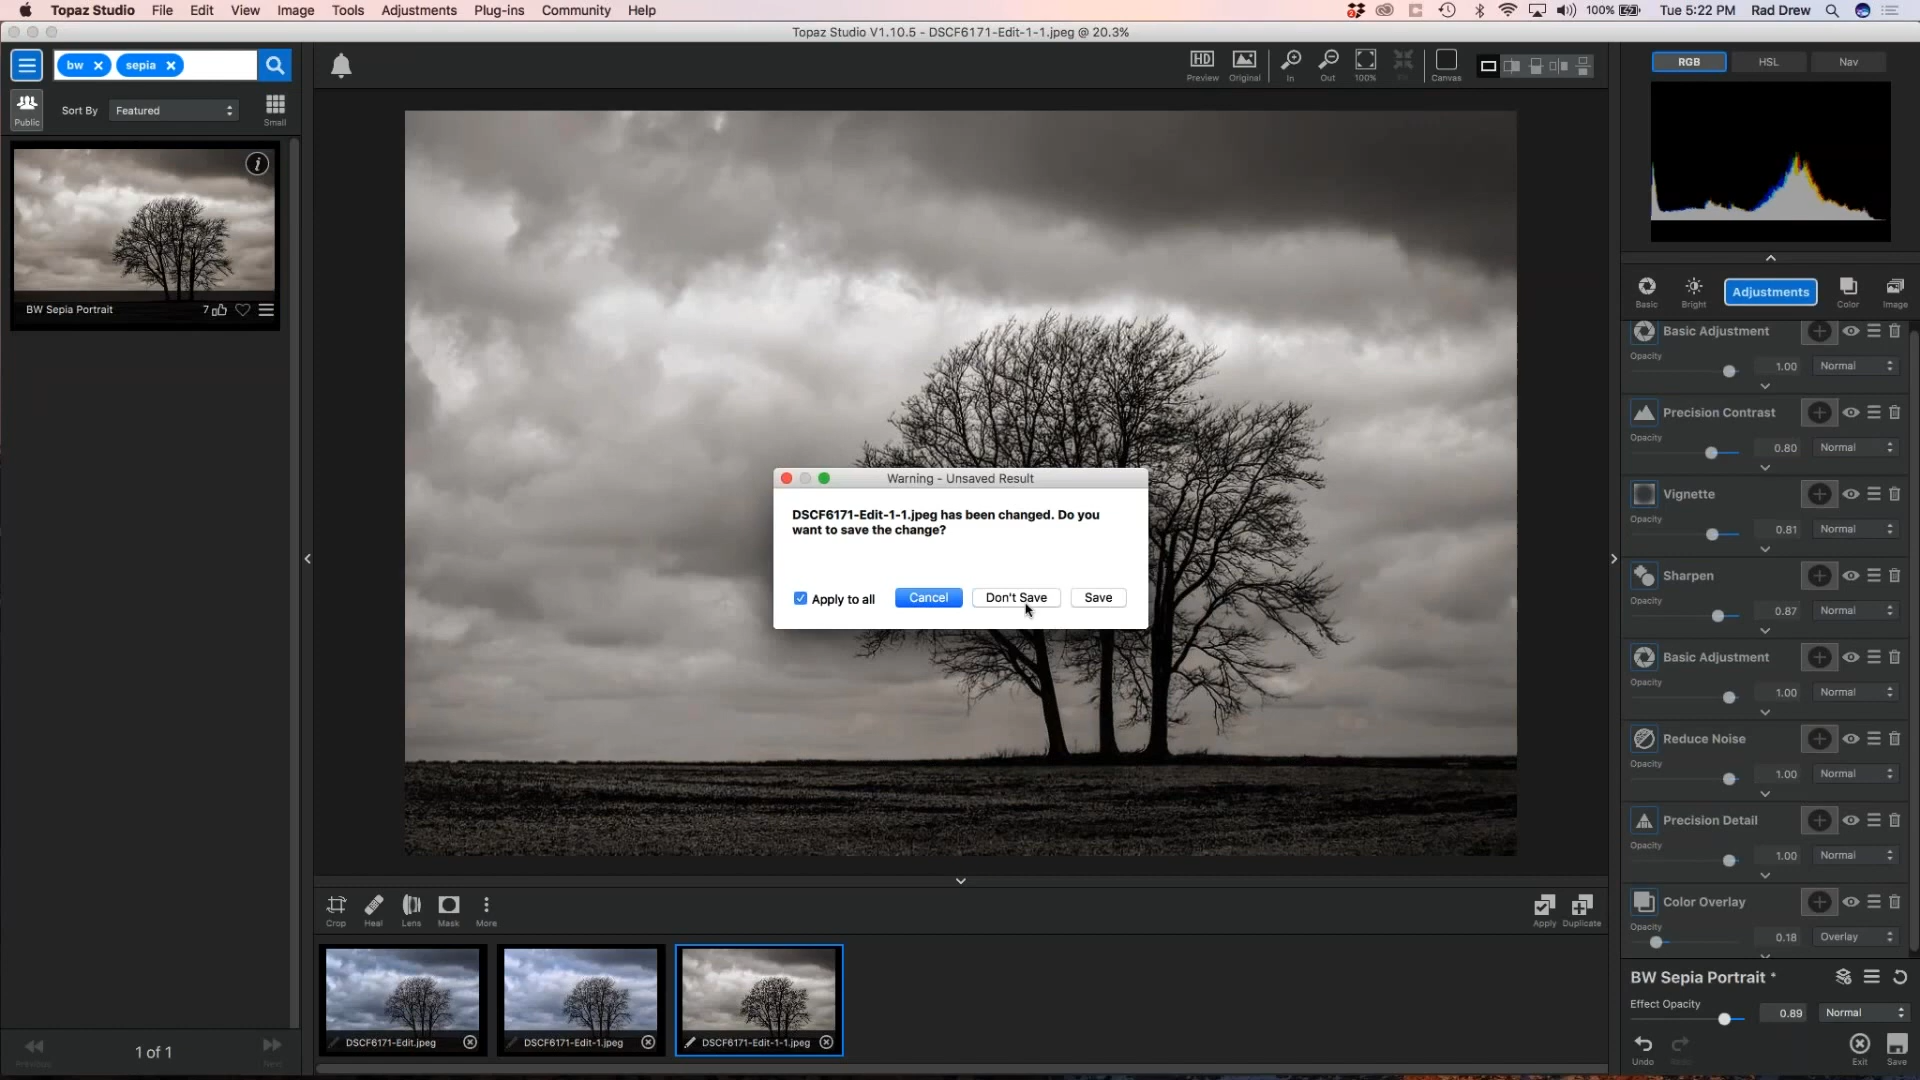 Topaz Studio File Edit View Image Tools Adjustments Plug-ins Community Help 100% Tue 5:22 PM Rad Drew
Topaz Studio V1.10.5 - DSCF6171-Edit-1-1.jpeg @ 20.3%
bw sepia
Public Sort By Featured Small
BW Sepia Portrait 7
1 of 1
Preview Original In Out 100% Canvas
Warning - Unsaved Result
DSCF6171-Edit-1-1.jpeg has been changed. Do you
want to save the change?
Apply to all Cancel Don't Save Save
Crop Heal Lens Mask More Apply Duplicate
DSCF6171-Edit.jpeg DSCF6171-Edit-1.jpeg DSCF6171-Edit-1-1.jpeg
RGB HSL Nav
Basic Bright Adjustments Color Image
Basic Adjustment
Opacity
1.00 Normal
Precision Contrast
Opacity
0.80 Normal
Vignette
Opacity
0.81 Normal
Sharpen
Opacity
0.87 Normal
Basic Adjustment
Opacity
1.00 Normal
Reduce Noise
Opacity
1.00 Normal
Precision Detail
Opacity
1.00 Normal
Color Overlay
Opacity
0.18 Overlay
BW Sepia Portrait *
Effect Opacity
0.89 Normal
Undo Exit Save